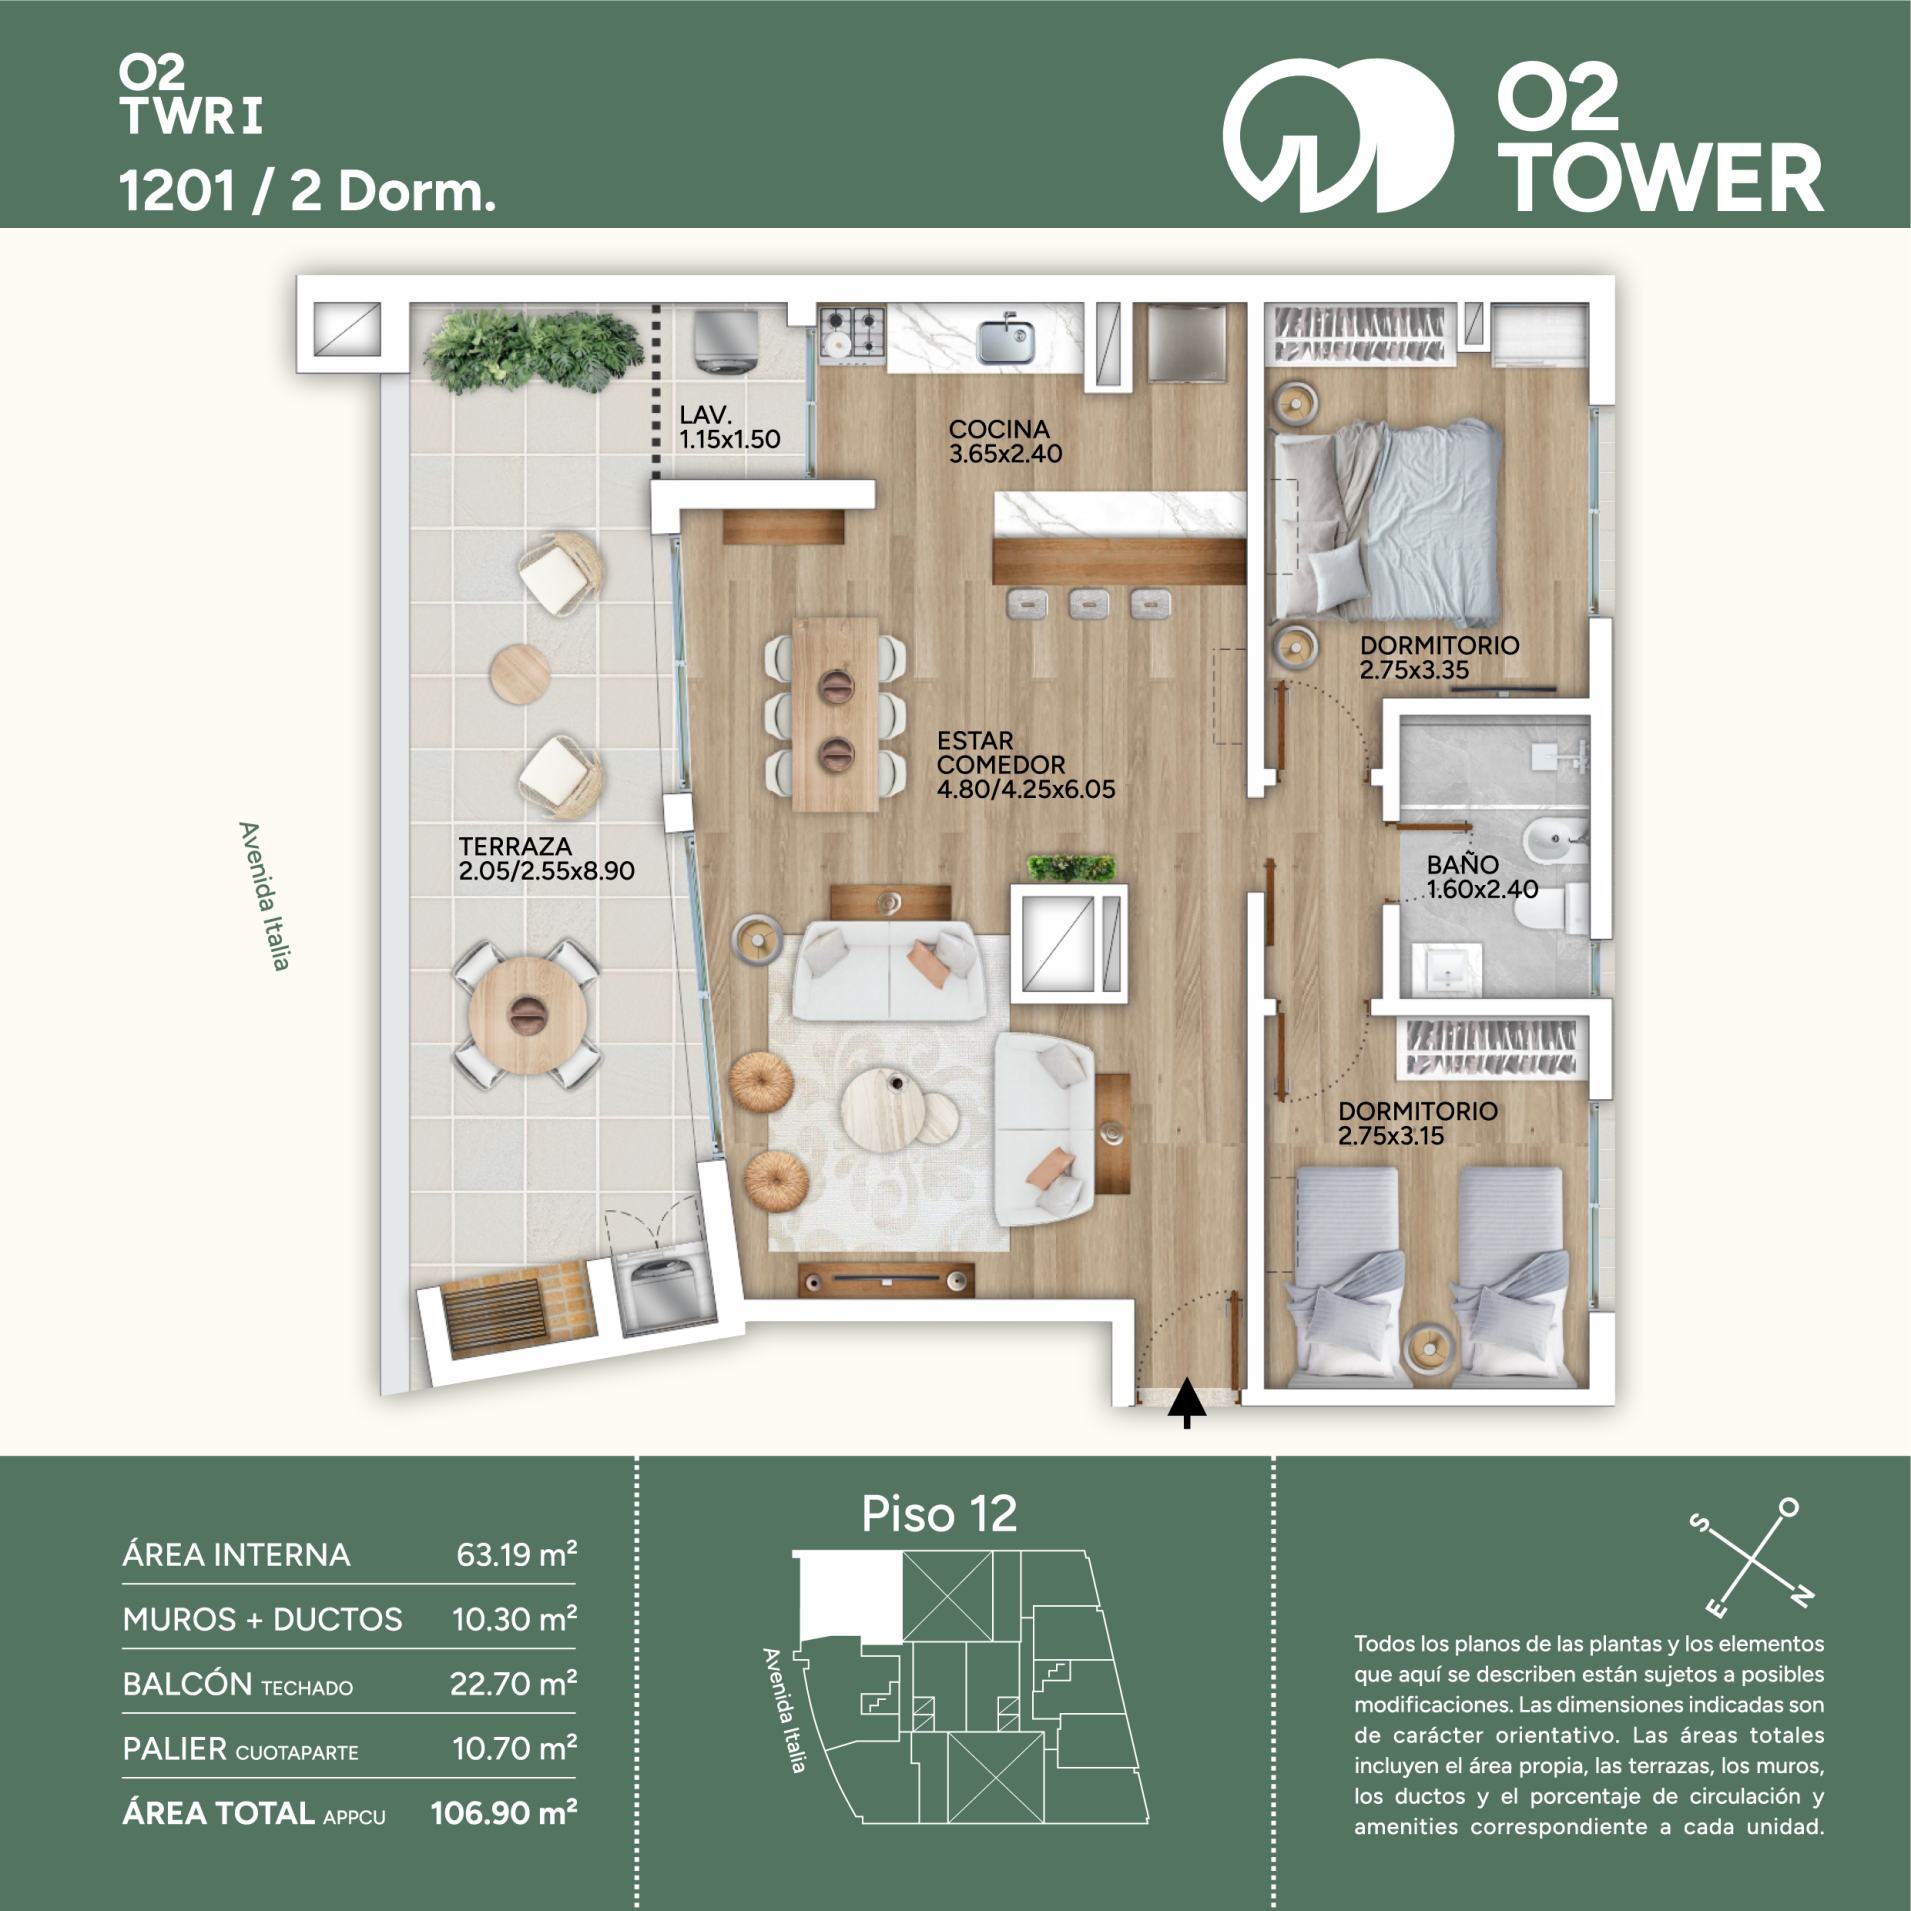 O2
TWR I
1201 / 2 Dorm.
O2
TOWER
LAV.
1.15x1.50
COCINA
3.65x2.40
DORMITORIO
2.75x3.35
ESTAR
COMEDOR
4.80/4.25x6.05
TERRAZA
2.05/2.55x8.90
BAÑO
1.60x2.40
DORMITORIO
2.75x3.15
Avenida Italia
ÁREA INTERNA 63.19 m²
MUROS + DUCTOS 10.30 m²
BALCÓN TECHADO 22.70 m²
PALIER CUOTAPARTE 10.70 m²
ÁREA TOTAL APPCU 106.90 m²
Piso 12
Avenida Italia
S
O
E
N
Todos los planos de las plantas y los elementos
que aquí se describen están sujetos a posibles
modificaciones. Las dimensiones indicadas son
de carácter orientativo. Las áreas totales
incluyen el área propia, las terrazas, los muros,
los ductos y el porcentaje de circulación y
amenities correspondiente a cada unidad.